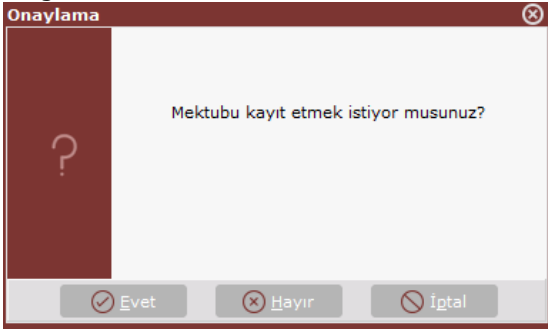 Onaylama
Mektubu kayıt etmek istiyor musunuz?
?
Evet
Hayır
İptal